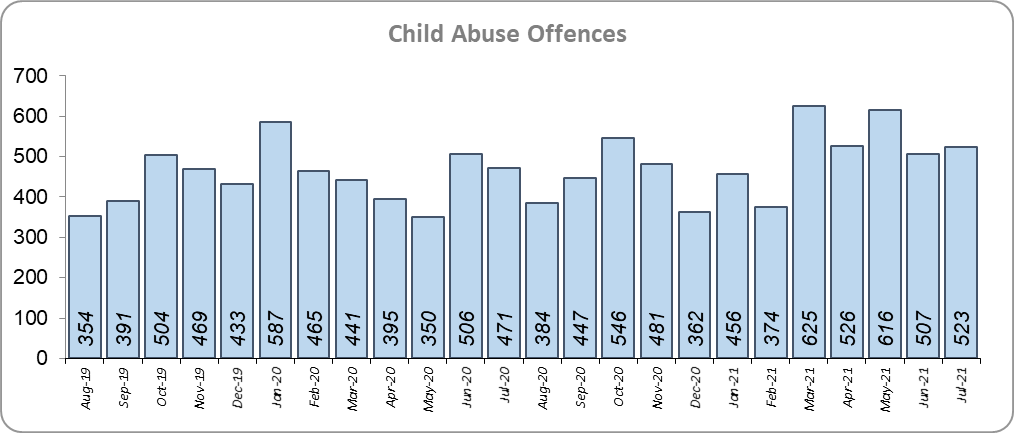 Child Abuse Offences
700
600
500
400
300
200
100
0
354
391
504
469
433
587
465
441
395
350
506
471
384
447
546
481
362
456
374
625
526
616
507
523
Aug-19
Sep-19
Oct-19
Nov-19
Dec-19
Jan-20
Feb-20
Mar-20
Apr-20
May-20
Jun-20
Jul-20
Aug-20
Sep-20
Oct-20
Nov-20
Dec-20
Jan-21
Feb-21
Mar-21
Apr-21
May-21
Jun-21
Jul-21